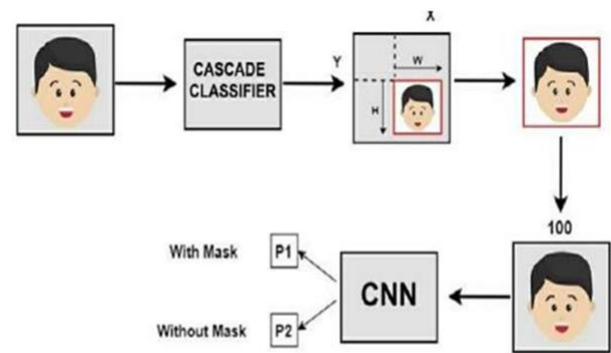 CASCADE
CLASSIFIER
X
Y
W
H
100
With Mask
P1
CNN
Without Mask
P2